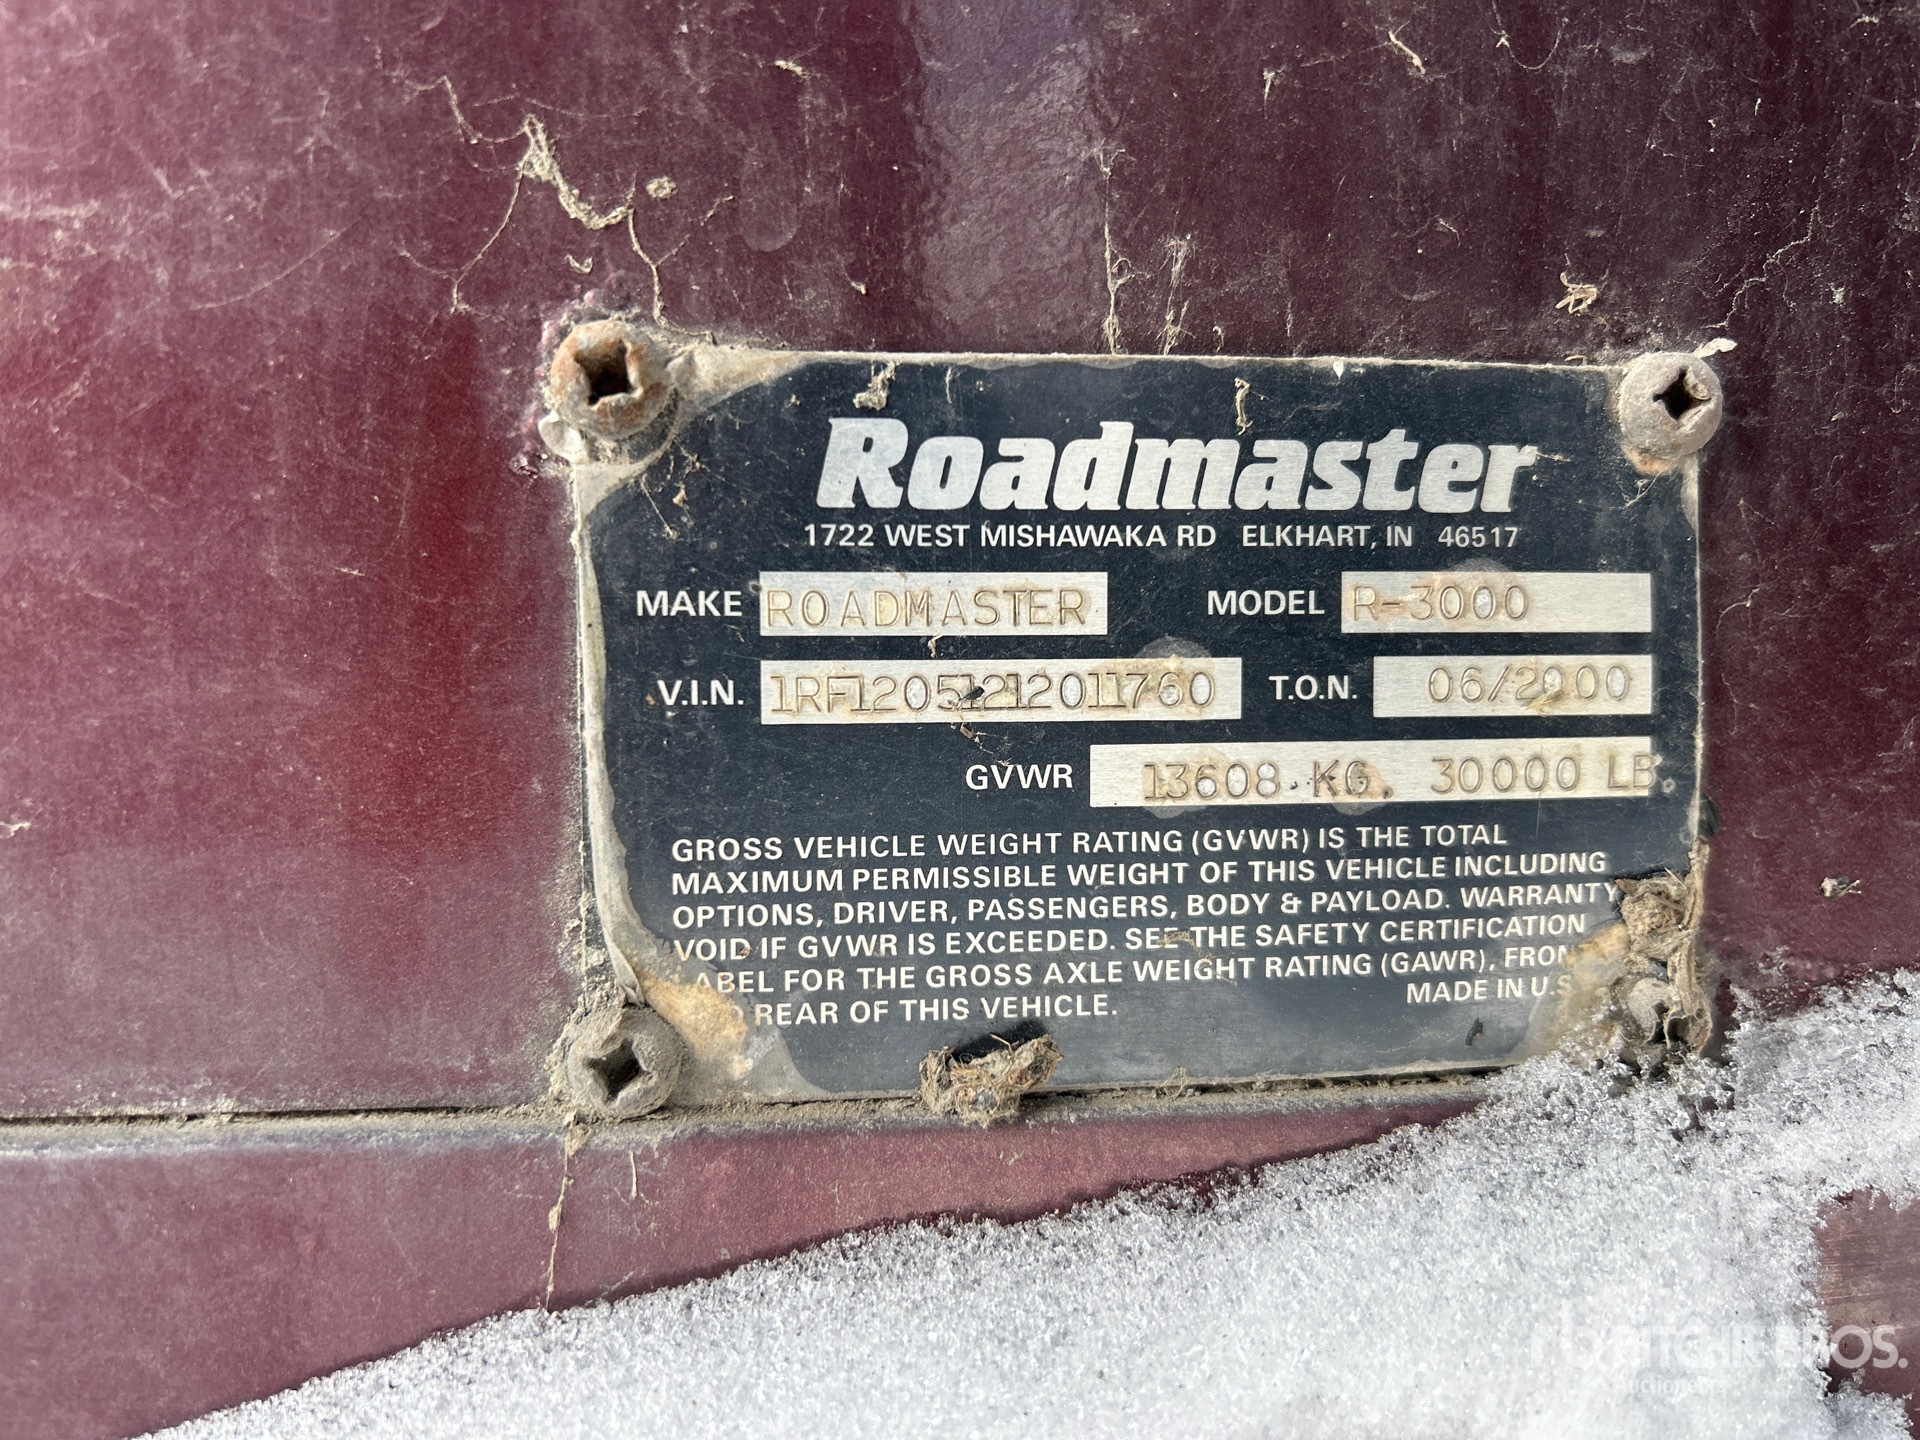 Roadmaster
1722 WEST MISHAWAKA RD ELKHART, IN 46517
MAKE ROADMASTER MODEL R-3000
V.I.N. 1RF12051212011760 T.O.N. 06/2000
GVWR 13608 KG. 30000 LB.
GROSS VEHICLE WEIGHT RATING (GVWR) IS THE TOTAL
MAXIMUM PERMISSIBLE WEIGHT OF THIS VEHICLE INCLUDING
OPTIONS, DRIVER, PASSENGERS, BODY & PAYLOAD. WARRANTY
VOID IF GVWR IS EXCEEDED. SEE THE SAFETY CERTIFICATION
ABEL FOR THE GROSS AXLE WEIGHT RATING (GAWR), FRON
REAR OF THIS VEHICLE. MADE IN U.S
RITCHIE BROS.